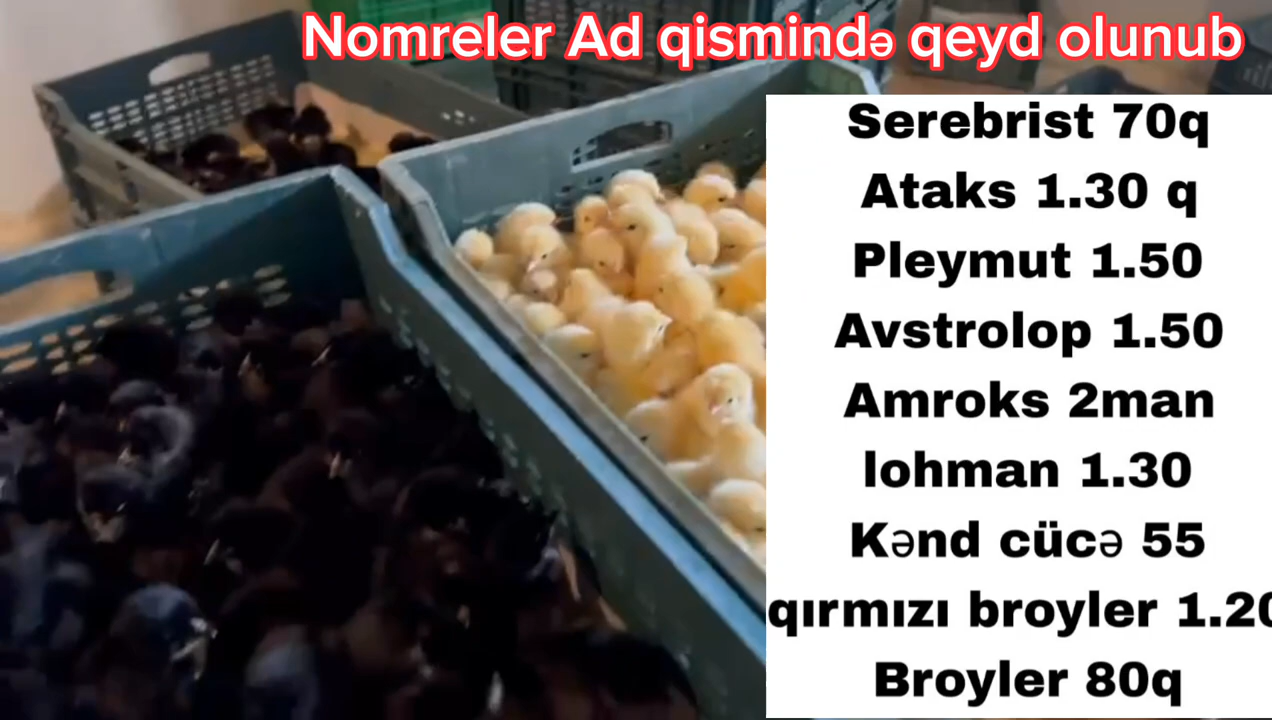 Nomreler Ad qismində qeyd olunub
Serebrist 70q
Ataks 1.30 q
Pleymut 1.50
Avstrolop 1.50
Amroks 2man
lohman 1.30
Kənd cücə 55
qırmızı broyler 1.20
Broyler 80q